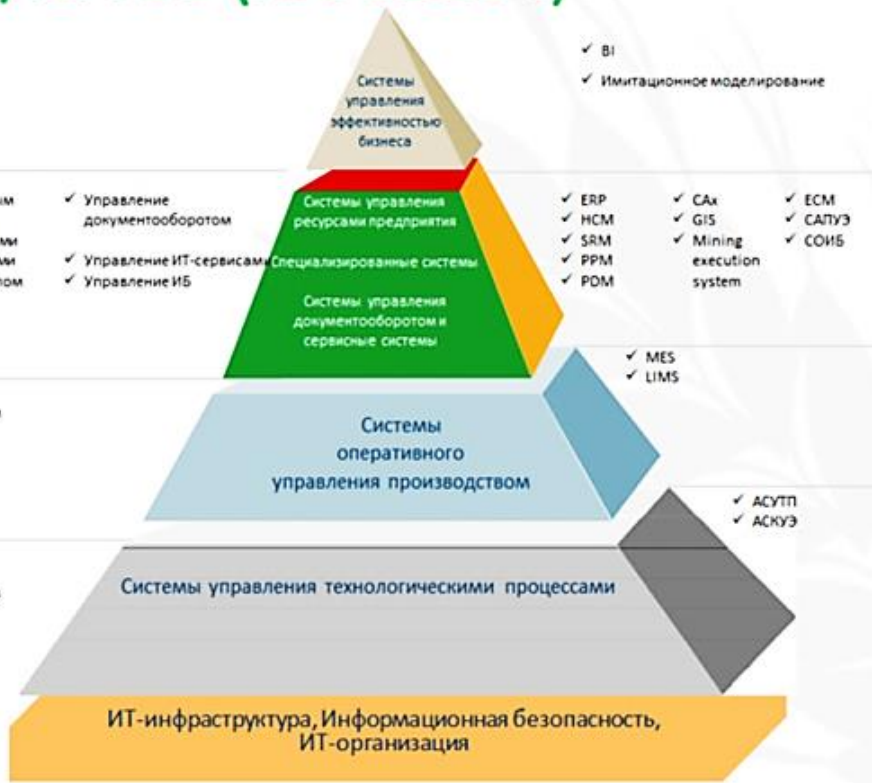 Системы
управления
эффективностью
бизнеса
✓ BI
✓ Имитационное моделирование
✓ Управление
документооборотом
✓ Управление ИТ-сервисами
✓ Управление ИБ
Системы управления
ресурсами предприятия
Специализированные системы
Системы управления
документооборотом и
сервисные системы
✓ ERP
✓ HCM
✓ SRM
✓ PPM
✓ PDM
✓ CAx
✓ GIS
✓ Mining
execution
system
✓ ECM
✓ САПУЭ
✓ СОИБ
✓ MES
✓ LIMS
Системы
оперативного
управления производством
✓ АСУТП
✓ АСКУЭ
Системы управления технологическими процессами
ИТ-инфраструктура, Информационная безопасность,
ИТ-организация